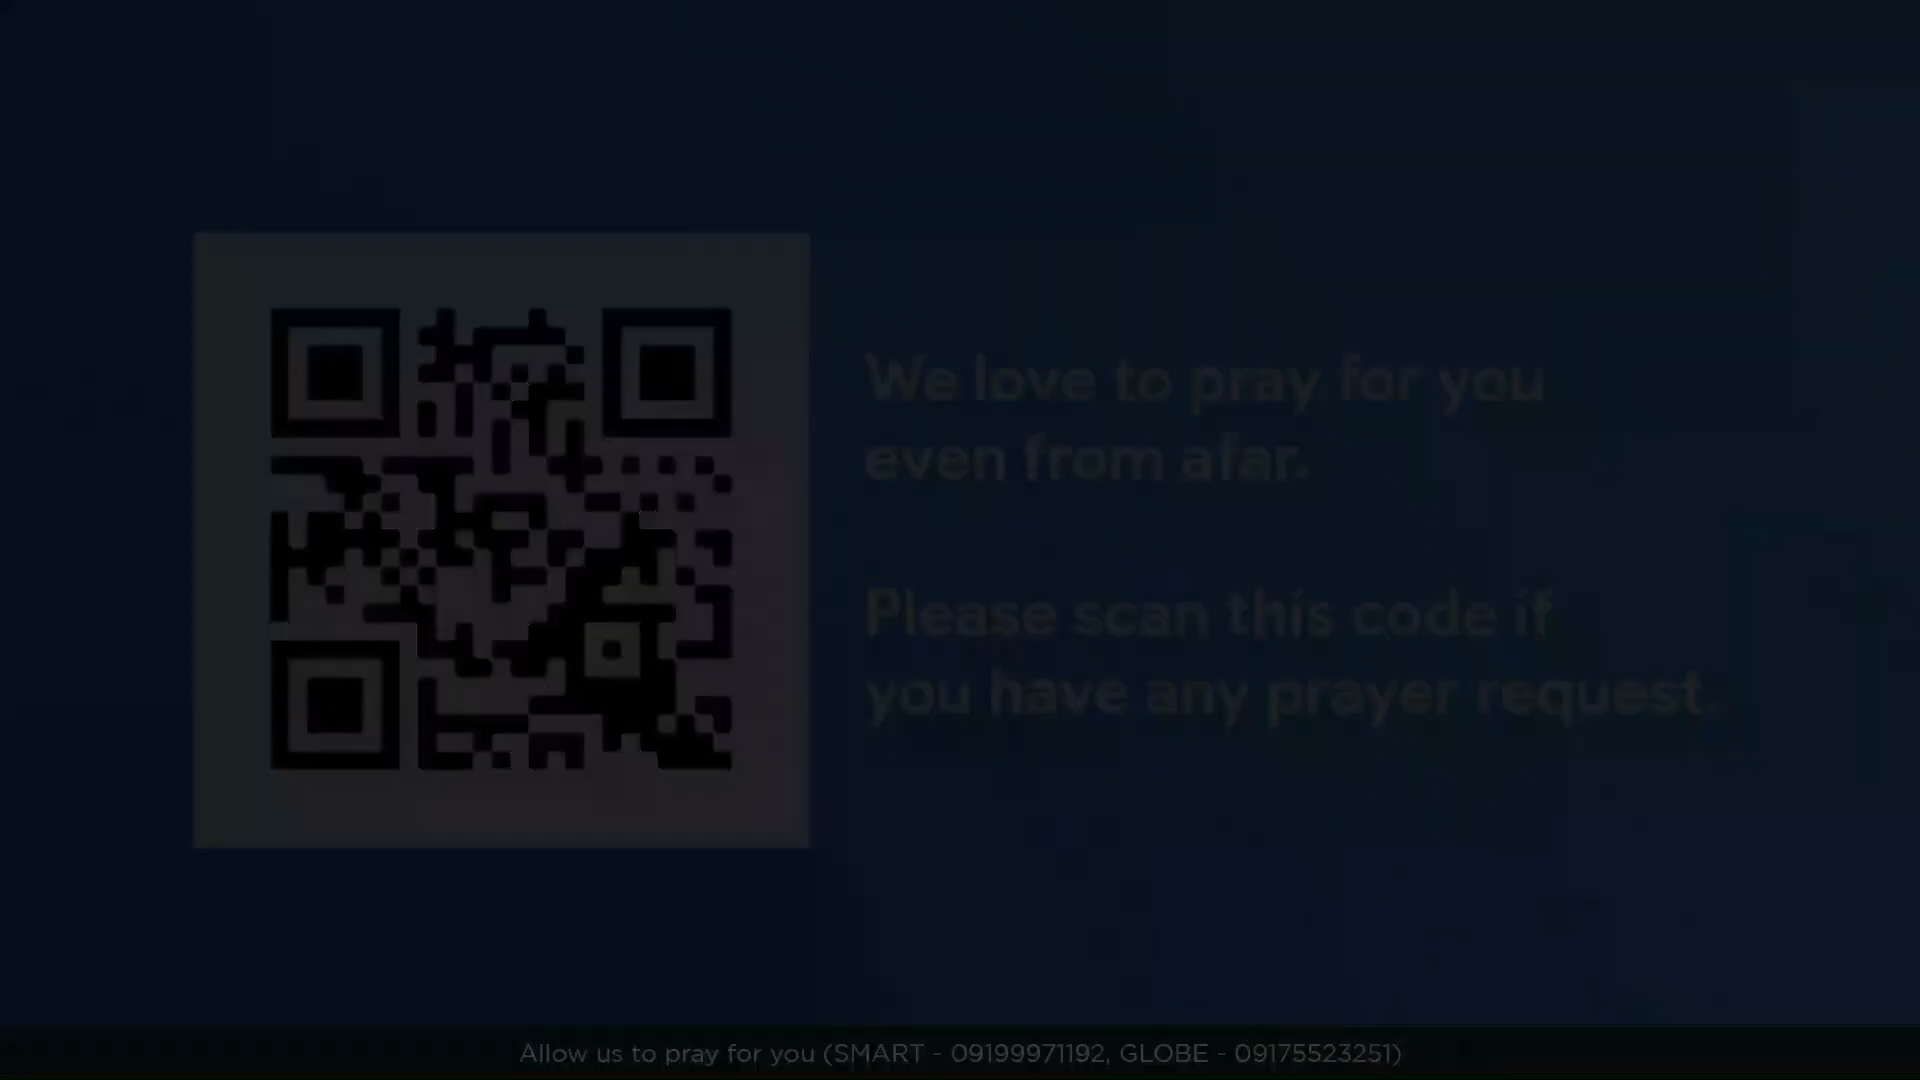 We love to pray for you
even from afar.
Please scan this code if
you have any prayer request.
Allow us to pray for you (SMART - 09199971192, GLOBE - 09175523251)